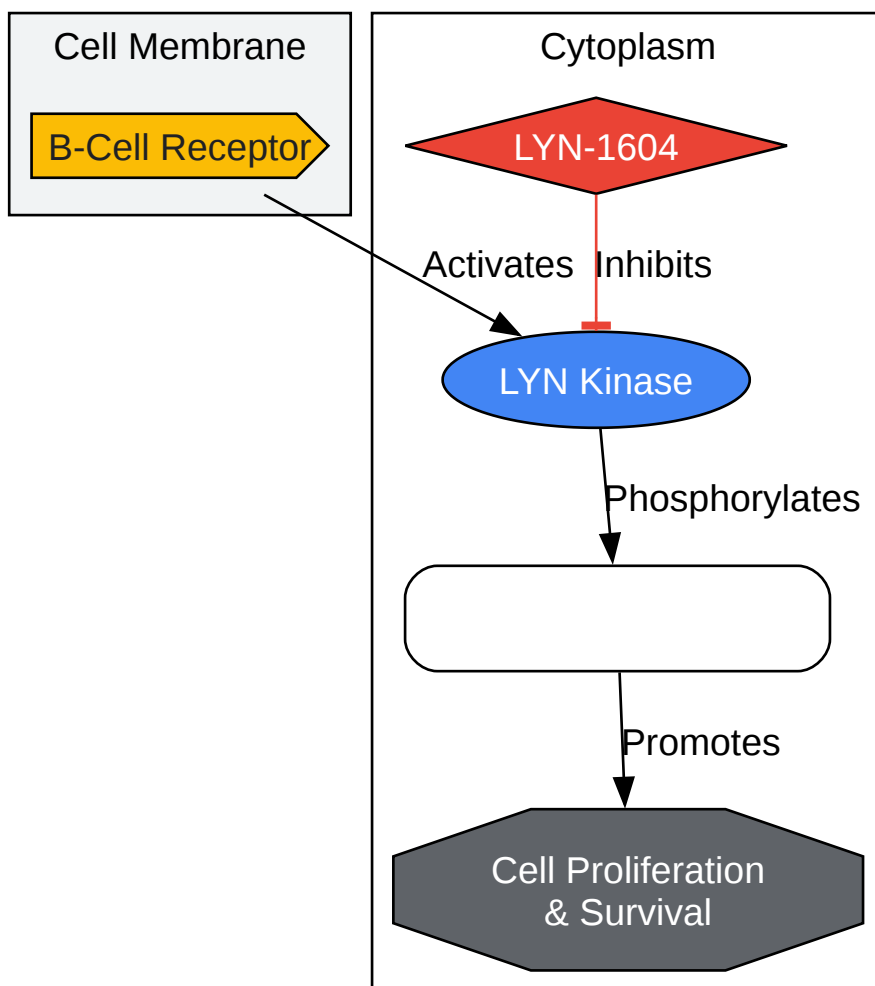 Cell Membrane
B-Cell Receptor
Cytoplasm
LYN-1604
Activates
Inhibits
LYN Kinase
Phosphorylates
Promotes
Cell Proliferation
& Survival